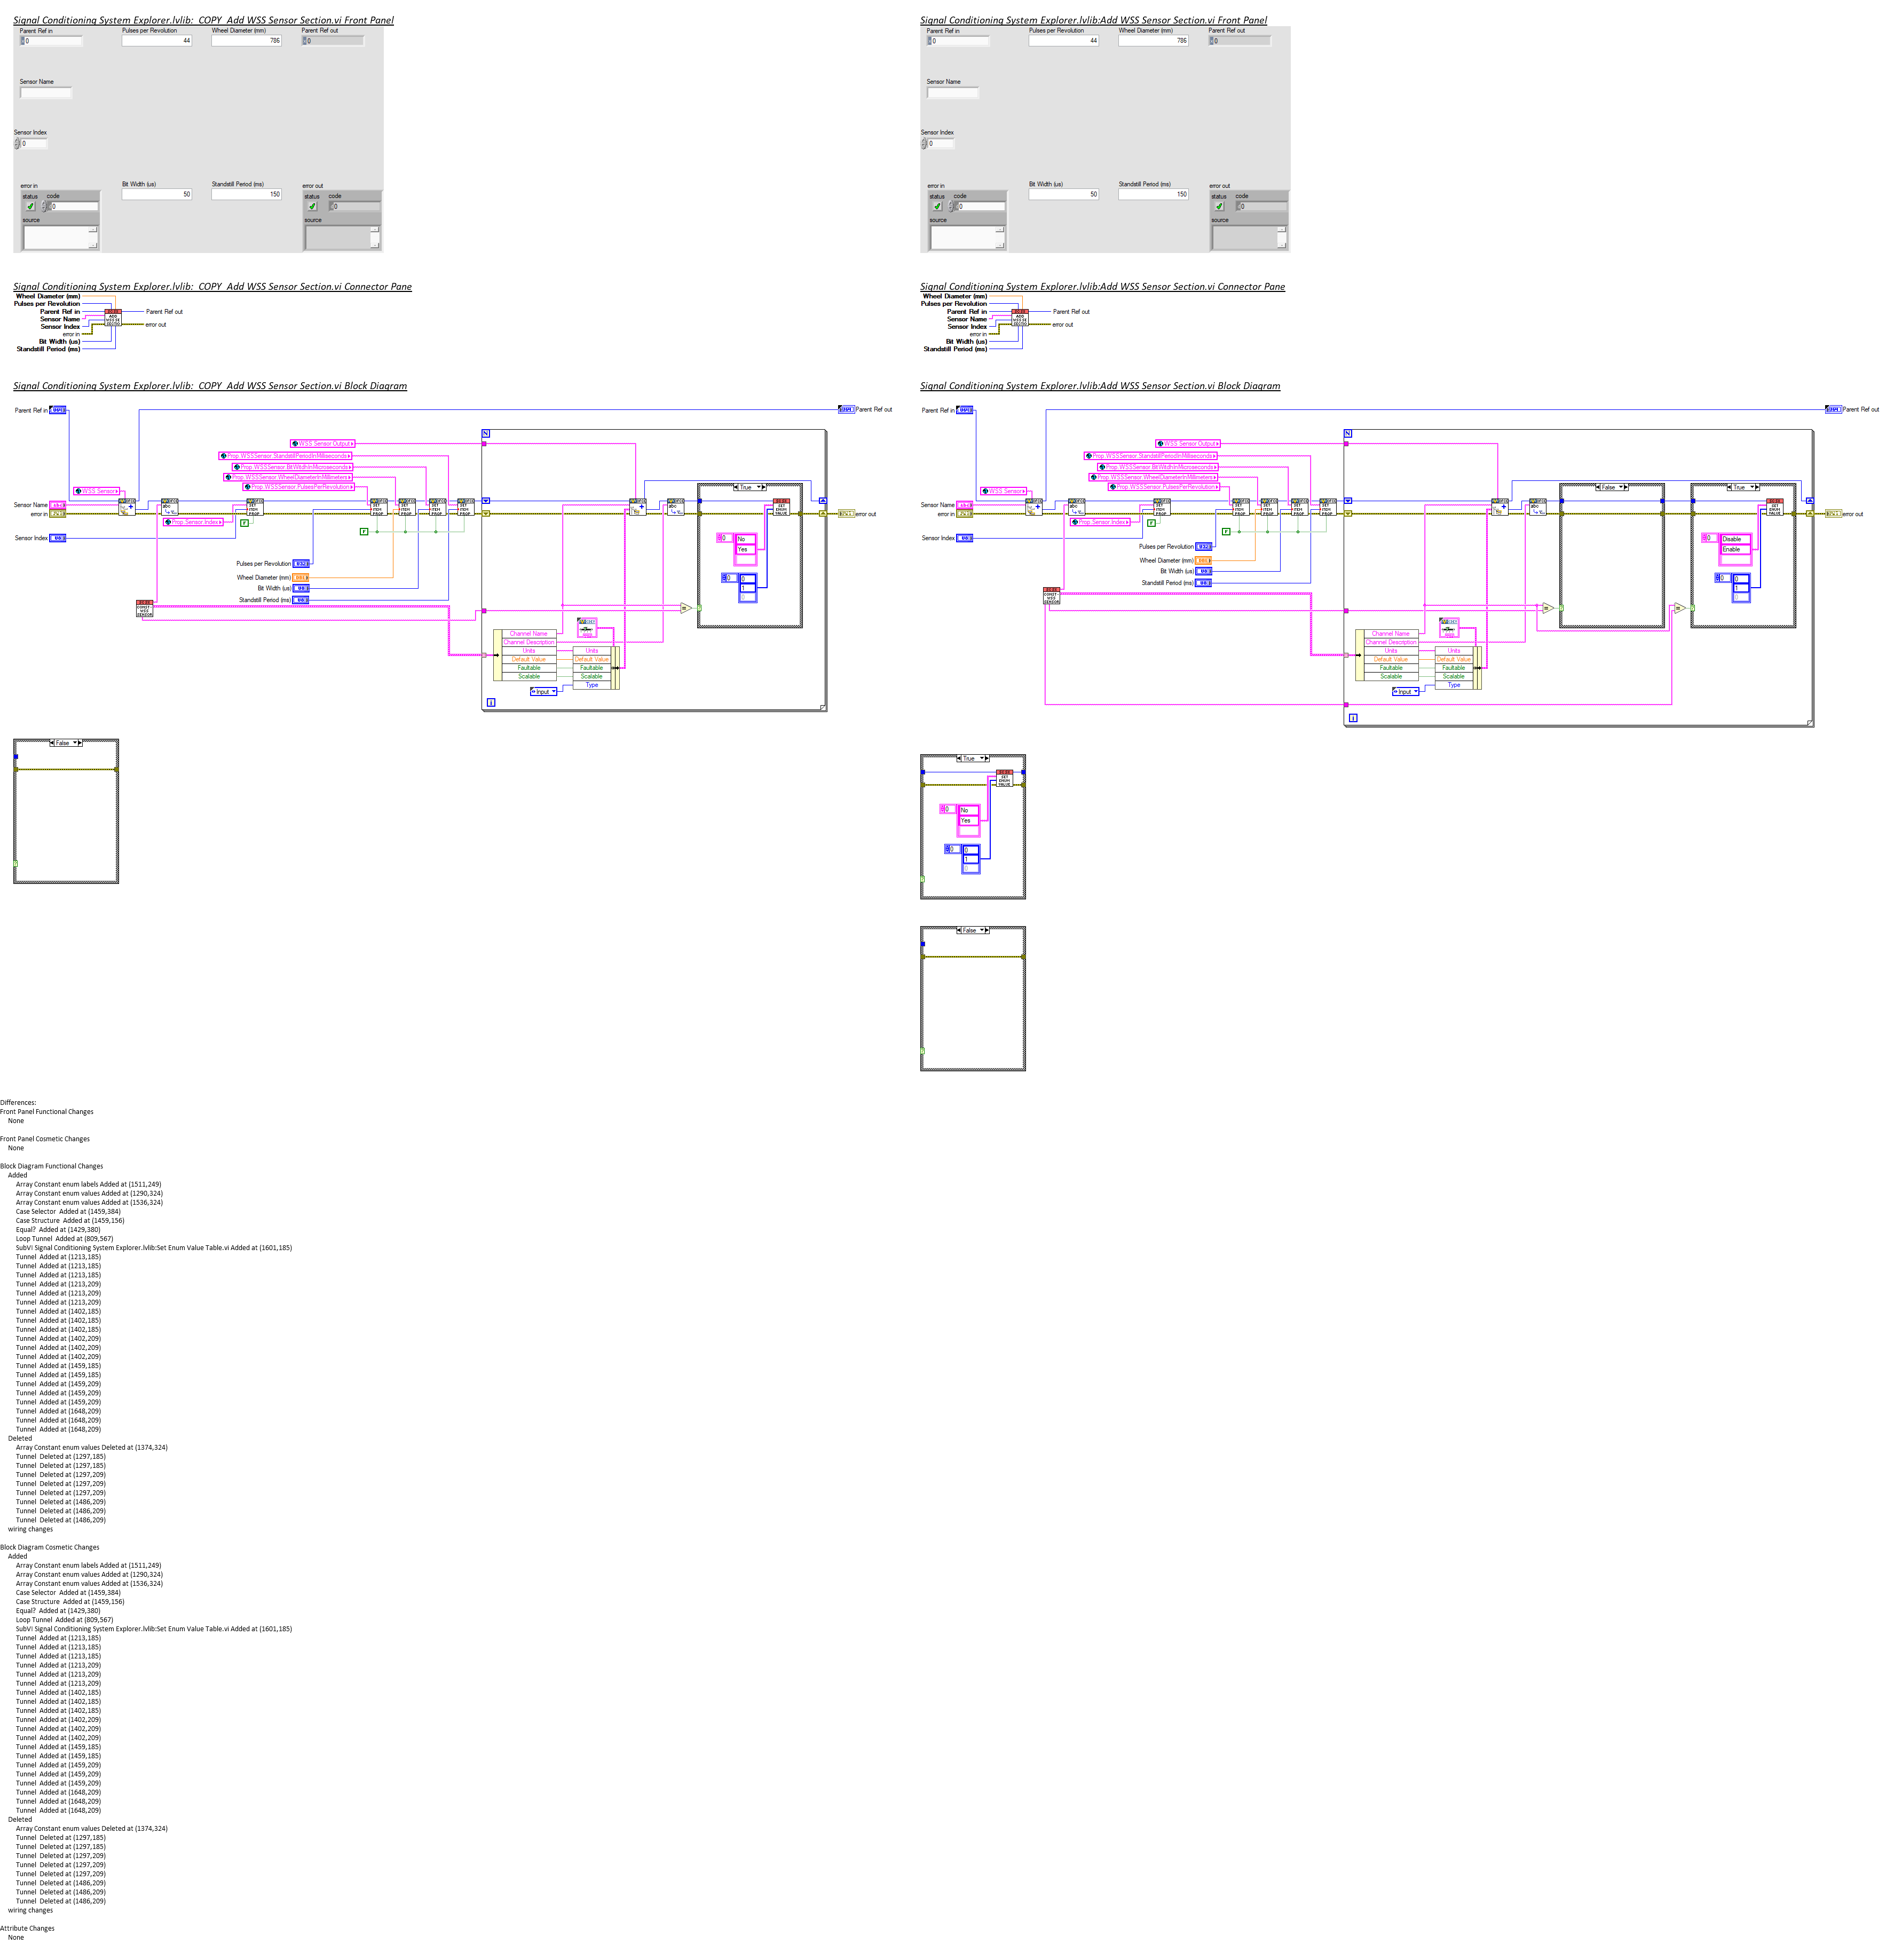 Signal Conditioning System Explorer.lvlib:_COPY_Add WSS Sensor Section.vi Front Panel
Parent Ref in
0
Pulses per Revolution
44
Wheel Diameter (mm)
786
Parent Ref out
0
Sensor Name
Sensor Index
0
error in
status
code
0
source
Bit Width (us)
50
Standstill Period (ms)
150
error out
status
code
0
source
Signal Conditioning System Explorer.lvlib:Add WSS Sensor Section.vi Front Panel
Parent Ref in
0
Pulses per Revolution
44
Wheel Diameter (mm)
786
Parent Ref out
0
Sensor Name
Sensor Index
0
error in
status
code
0
source
Bit Width (us)
50
Standstill Period (ms)
150
error out
status
code
0
source
Signal Conditioning System Explorer.lvlib:_COPY_Add WSS Sensor Section.vi Connector Pane
Wheel Diameter (mm)
Pulses per Revolution
Parent Ref in
Sensor Name
Sensor Index
error in
Bit Width (us)
Standstill Period (ms)
Parent Ref out
error out
Signal Conditioning System Explorer.lvlib:Add WSS Sensor Section.vi Connector Pane
Wheel Diameter (mm)
Pulses per Revolution
Parent Ref in
Sensor Name
Sensor Index
error in
Bit Width (us)
Standstill Period (ms)
Parent Ref out
error out
Signal Conditioning System Explorer.lvlib:_COPY_Add WSS Sensor Section.vi Block Diagram
Parent Ref in
Parent Ref out
N
WSS Sensor Output
Prop WSSSensor StandstillPeriodInMilliseconds
Prop WSSSensor BitWitdhInMicroseconds
Prop WSSSensor WheelDiameterInMillimeters
Prop WSSSensor PulsesPerRevolution
WSS Sensor
True
Sensor Name
error in
error out
Prop Sensor Index
Sensor Index
No
Yes
Pulses per Revolution
Wheel Diameter (mm)
Bit Width (us)
Standstill Period (ms)
0
1
Channel Name
Channel Description
Units
Default Value
Faultable
Scalable
Units
Default Value
Faultable
Scalable
Type
Input
i
False
Signal Conditioning System Explorer.lvlib:Add WSS Sensor Section.vi Block Diagram
Parent Ref in
Parent Ref out
N
WSS Sensor Output
Prop WSSSensor StandstillPeriodInMilliseconds
Prop WSSSensor BitWitdhInMicroseconds
Prop WSSSensor WheelDiameterInMillimeters
Prop WSSSensor PulsesPerRevolution
WSS Sensor
False
True
Sensor Name
error in
error out
Prop Sensor Index
Sensor Index
Disable
Enable
Pulses per Revolution
Wheel Diameter (mm)
Bit Width (us)
Standstill Period (ms)
0
1
Channel Name
Channel Description
Units
Default Value
Faultable
Scalable
Units
Default Value
Faultable
Scalable
Type
Input
i
True
No
Yes
0
1
False
Differences:
Front Panel Functional Changes
None
Front Panel Cosmetic Changes
None
Block Diagram Functional Changes
Added
Array Constant enum labels Added at (1511,249)
Array Constant enum values Added at (1290,324)
Array Constant enum values Added at (1536,324)
Case Selector  Added at (1459,384)
Case Structure  Added at (1459,156)
Equal?  Added at (1429,380)
Loop Tunnel  Added at (809,567)
SubVI Signal Conditioning System Explorer.lvlib:Set Enum Value Table.vi Added at (1601,185)
Tunnel  Added at (1213,185)
Tunnel  Added at (1213,185)
Tunnel  Added at (1213,185)
Tunnel  Added at (1213,209)
Tunnel  Added at (1213,209)
Tunnel  Added at (1213,209)
Tunnel  Added at (1402,185)
Tunnel  Added at (1402,185)
Tunnel  Added at (1402,185)
Tunnel  Added at (1402,209)
Tunnel  Added at (1402,209)
Tunnel  Added at (1402,209)
Tunnel  Added at (1459,185)
Tunnel  Added at (1459,185)
Tunnel  Added at (1459,209)
Tunnel  Added at (1459,209)
Tunnel  Added at (1459,209)
Tunnel  Added at (1648,209)
Tunnel  Added at (1648,209)
Tunnel  Added at (1648,209)
Deleted
Array Constant enum values Deleted at (1374,324)
Tunnel  Deleted at (1297,185)
Tunnel  Deleted at (1297,185)
Tunnel  Deleted at (1297,209)
Tunnel  Deleted at (1297,209)
Tunnel  Deleted at (1297,209)
Tunnel  Deleted at (1486,209)
Tunnel  Deleted at (1486,209)
Tunnel  Deleted at (1486,209)
wiring changes
Block Diagram Cosmetic Changes
Added
Array Constant enum labels Added at (1511,249)
Array Constant enum values Added at (1290,324)
Array Constant enum values Added at (1536,324)
Case Selector  Added at (1459,384)
Case Structure  Added at (1459,156)
Equal?  Added at (1429,380)
Loop Tunnel  Added at (809,567)
SubVI Signal Conditioning System Explorer.lvlib:Set Enum Value Table.vi Added at (1601,185)
Tunnel  Added at (1213,185)
Tunnel  Added at (1213,185)
Tunnel  Added at (1213,185)
Tunnel  Added at (1213,209)
Tunnel  Added at (1213,209)
Tunnel  Added at (1213,209)
Tunnel  Added at (1402,185)
Tunnel  Added at (1402,185)
Tunnel  Added at (1402,185)
Tunnel  Added at (1402,209)
Tunnel  Added at (1402,209)
Tunnel  Added at (1402,209)
Tunnel  Added at (1459,185)
Tunnel  Added at (1459,185)
Tunnel  Added at (1459,209)
Tunnel  Added at (1459,209)
Tunnel  Added at (1459,209)
Tunnel  Added at (1648,209)
Tunnel  Added at (1648,209)
Tunnel  Added at (1648,209)
Deleted
Array Constant enum values Deleted at (1374,324)
Tunnel  Deleted at (1297,185)
Tunnel  Deleted at (1297,185)
Tunnel  Deleted at (1297,209)
Tunnel  Deleted at (1297,209)
Tunnel  Deleted at (1297,209)
Tunnel  Deleted at (1486,209)
Tunnel  Deleted at (1486,209)
Tunnel  Deleted at (1486,209)
wiring changes
Attribute Changes
None